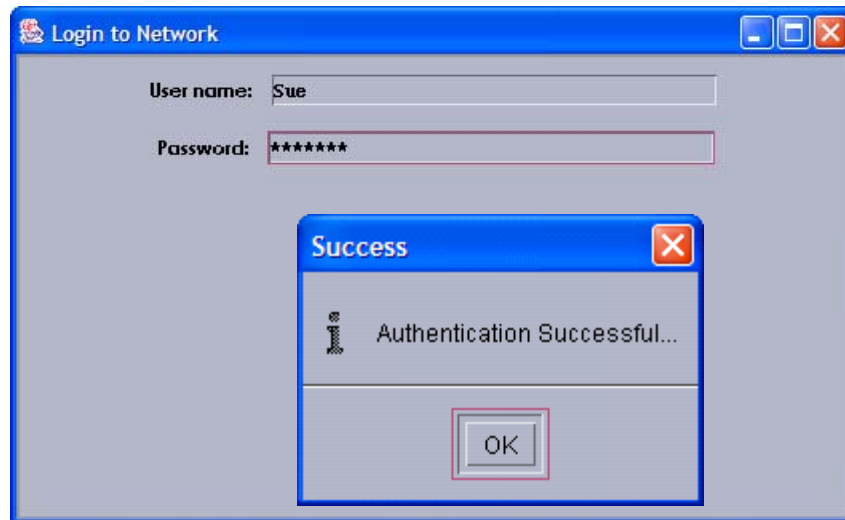 Login to Network
User name: Sue
Password: *******
Success
Authentication Successful...
OK